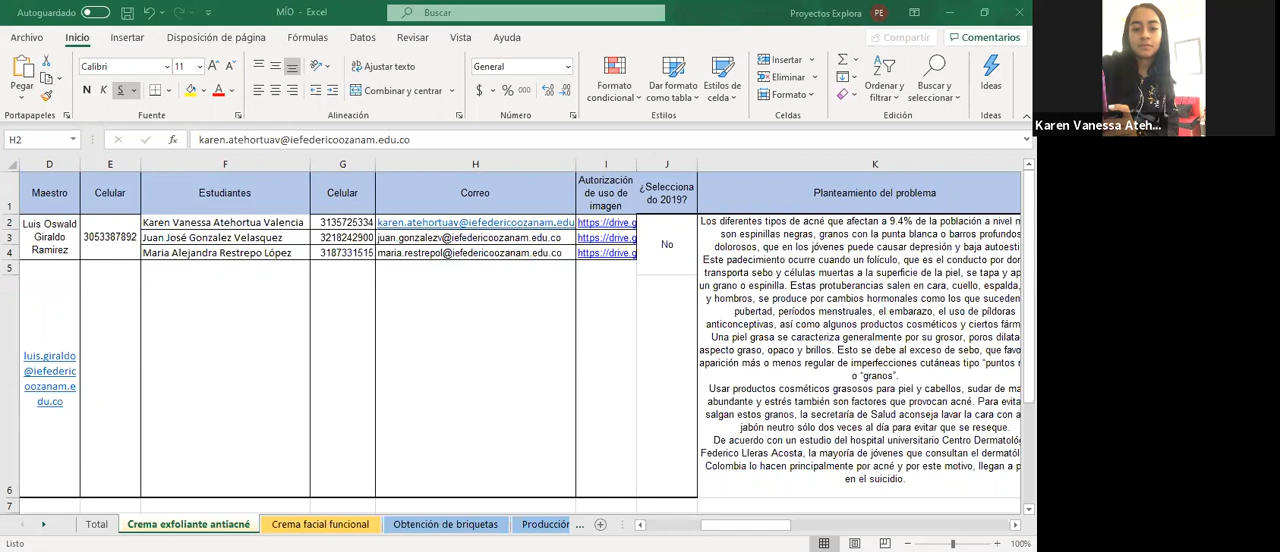 Autoguardado
MÍO - Excel
Buscar
Proyectos Explora
PE
Archivo
Inicio
Insertar
Disposición de página
Fórmulas
Datos
Revisar
Vista
Ayuda
Compartir
Comentarios
Pegar
Portapapeles
Calibri
11
N K S
Fuente
Ajustar texto
Combinar y centrar
Alineación
General
$ % 000
Número
Formato condicional
Dar formato como tabla
Estilos de celda
Estilos
Insertar
Eliminar
Formato
Celdas
Ordenar y filtrar
Buscar y seleccionar
Edición
Ideas
Ideas
Karen Vanessa Ateh...
H2
fx
karen.atehortuav@iefedericoozanam.edu.co
D E F G H I J K
1
Maestro
Celular
Estudiantes
Celular
Correo
Autorización
de uso de
imagen
¿Selecciona
do 2019?
Planteamiento del problema
2
3
4
5
6
7
Luis Oswald
Giraldo
Ramirez
3053387892
Karen Vanessa Atehortua Valencia
3135725334
karen.atehortuav@iefedericoozanam.edu
https://drive.g
Juan José Gonzalez Velasquez
3218242900
juan.gonzalezv@iefedericoozanam.edu.co
https://drive.g
Maria Alejandra Restrepo López
3187331515
maria.restrepol@iefedericoozanam.edu.co
https://drive.g
No
luis.giraldo
@iefederic
oozanam.e
du.co
Los diferentes tipos de acné que afectan a 9.4% de la población a nivel m
son espinillas negras, granos con la punta blanca o barros profundos
dolorosos, que en los jóvenes puede causar depresión y baja autoesti
Este padecimiento ocurre cuando un folículo, que es el conducto por don
transporta sebo y células muertas a la superficie de la piel, se tapa y ap
un grano o espinilla. Estas protuberancias salen en cara, cuello, espalda,
y hombros, se produce por cambios hormonales como los que suceden
pubertad, períodos menstruales, el embarazo, el uso de píldoras
anticonceptivas, así como algunos productos cosméticos y ciertos fárm
Una piel grasa se caracteriza generalmente por su grosor, poros dilata
aspecto graso, opaco y brillos. Esto se debe al exceso de sebo, que favo
aparición más o menos regular de imperfecciones cutáneas tipo “puntos n
o “granos”.
Usar productos cosméticos grasosos para piel y cabellos, sudar de ma
abundante y estrés también son factores que provocan acné. Para evita
salgan estos granos, la secretaría de Salud aconseja lavar la cara con a
jabón neutro sólo dos veces al día para evitar que se reseque.
De acuerdo con un estudio del hospital universitario Centro Dermatológ
Federico Lleras Acosta, la mayoría de jóvenes que consultan el dermatól
Colombia lo hacen principalmente por acné y por este motivo, llegan a p
en el suicidio.
Total
Crema exfoliante antiacné
Crema facial funcional
Obtención de briquetas
Producción
...
Listo
100%